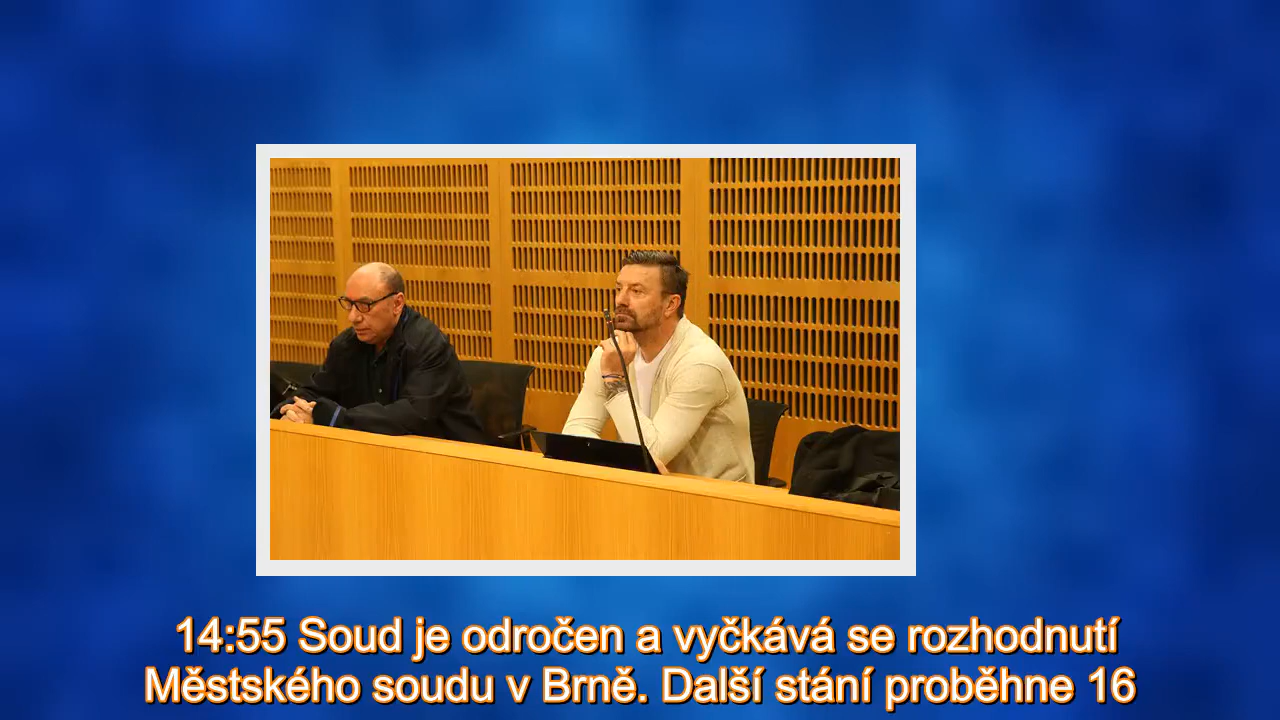 14:55 Soud je odročen a vyčkává se rozhodnutí
Městského soudu v Brně. Další stání proběhne 16